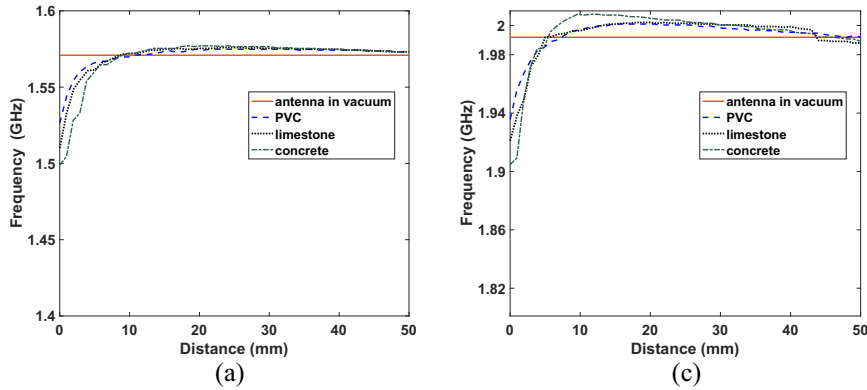 1.6
1.55
1.5
1.45
1.4
Frequency (GHz)
antenna in vacuum
PVC
limestone
concrete
0
10
20
30
40
50
Distance (mm)
(a)
2
1.98
1.94
1.9
1.86
1.82
Frequency (GHz)
antenna in vacuum
PVC
limestone
concrete
0
10
20
30
40
50
Distance (mm)
(c)